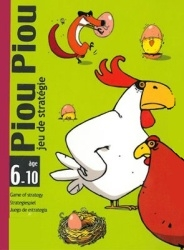 Piou Piou
jeu de stratégie
âge
6.10
Game of strategy
Strategiespiel
Juego de estrategia